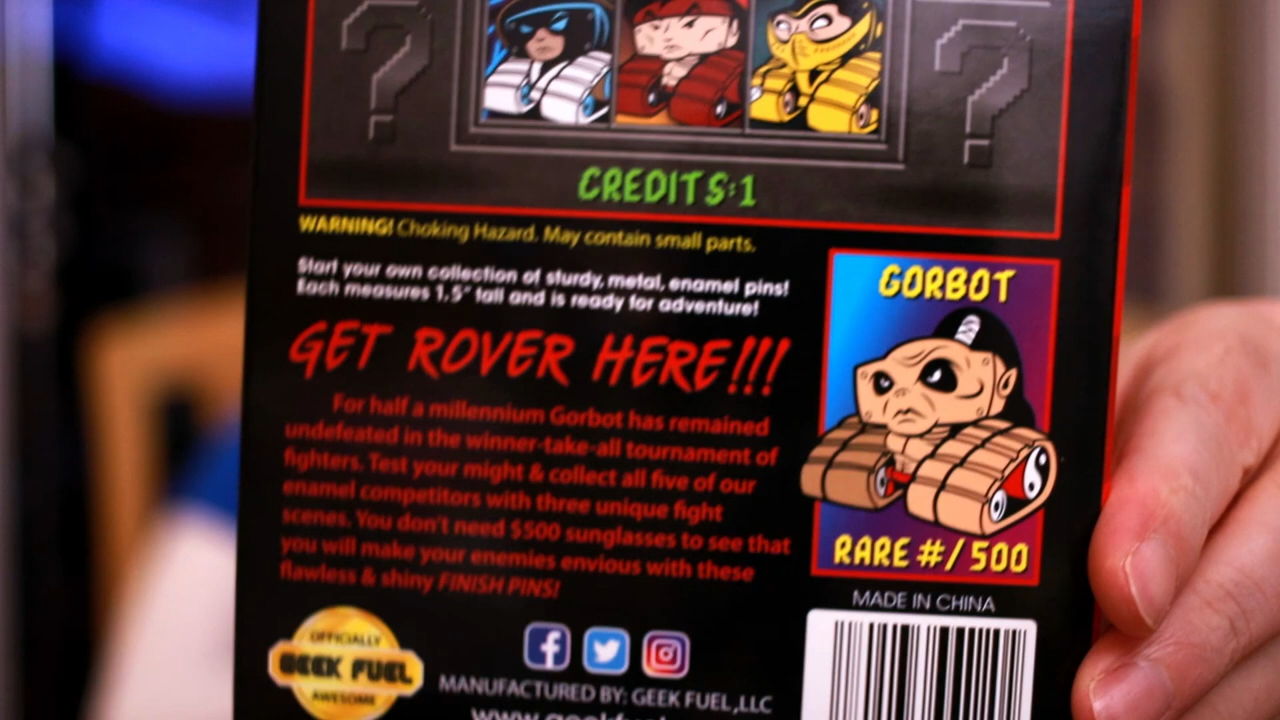 ? ?
CREDITS:1
WARNING! Choking Hazard. May contain small parts.
Start your own collection of sturdy, metal, enamel pins!
Each measures 1.5" tall and is ready for adventure!
GET ROVER HERE!!!
For half a millennium Gorbot has remained
undefeated in the winner-take-all tournament of
fighters. Test your might & collect all five of our
enamel competitors with three unique fight
scenes. You don't need $500 sunglasses to see that
you will make your enemies envious with these
flawless & shiny FINISH PINS!
GORBOT
RARE #/500
MADE IN CHINA
OFFICIALLY
GEEK FUEL
AWESOME
MANUFACTURED BY: GEEK FUEL,LLC